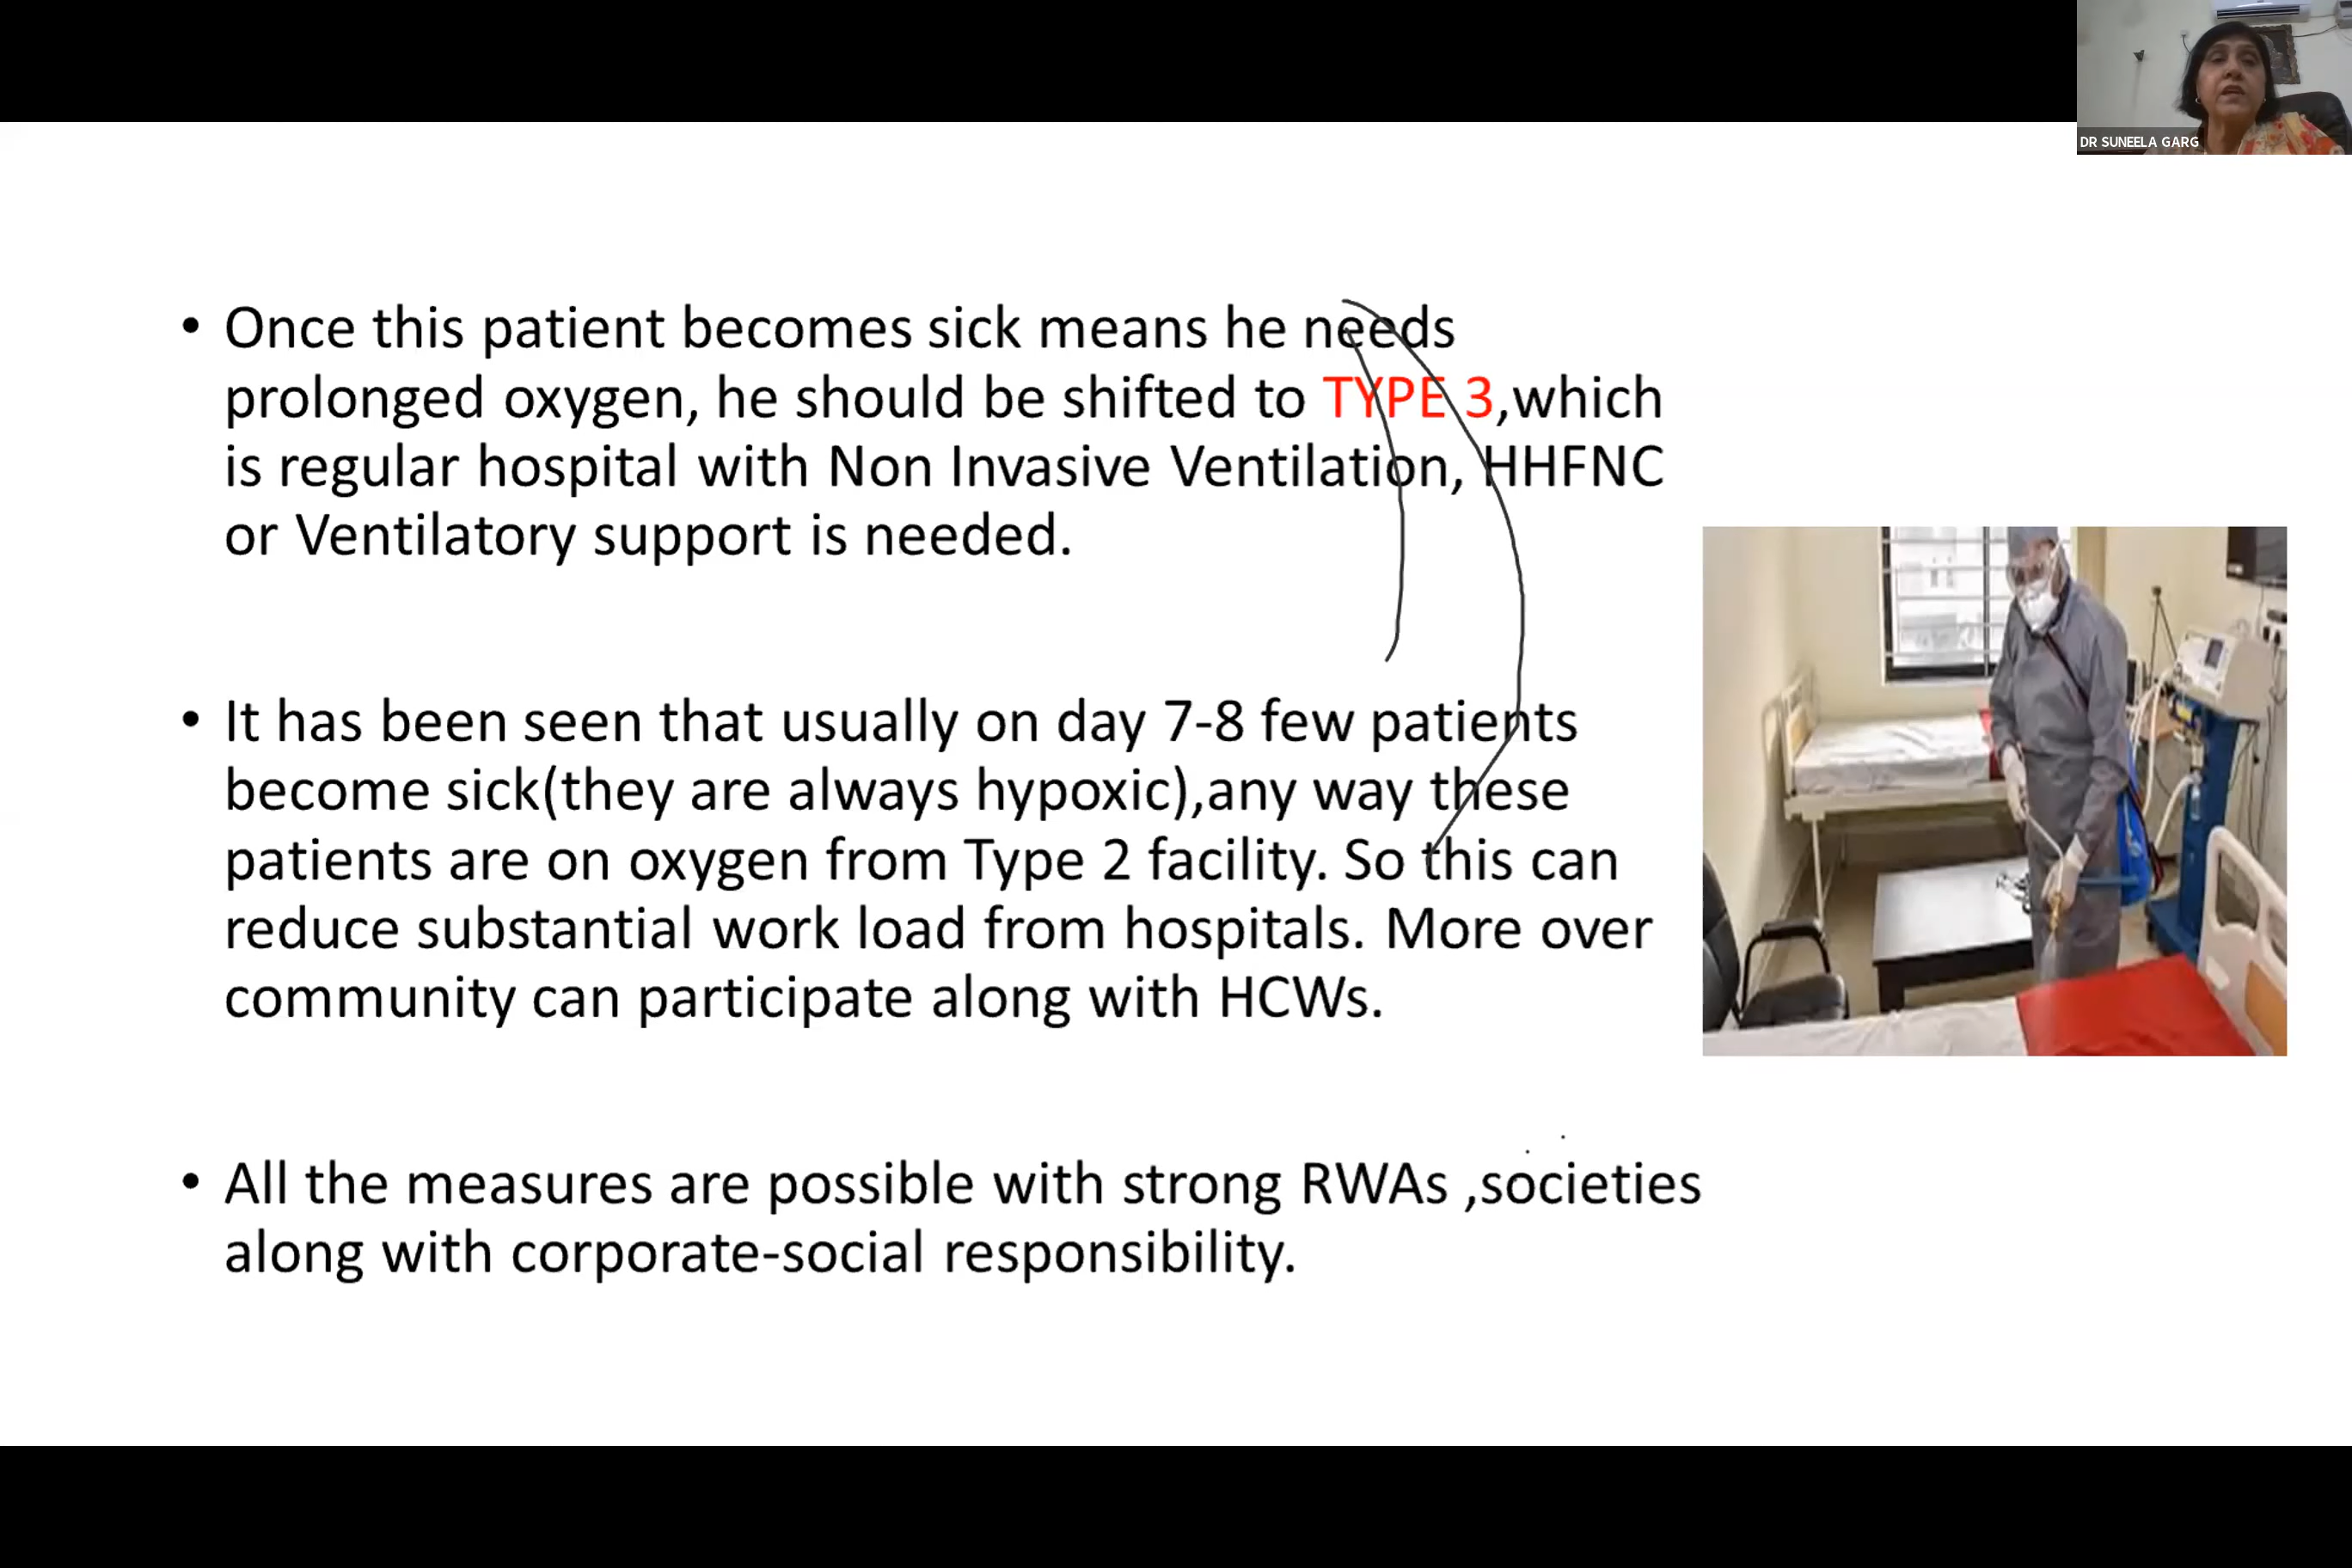 DR SUNEELA GARG
• Once this patient becomes sick means he needs
prolonged oxygen, he should be shifted to TYPE 3,which
is regular hospital with Non Invasive Ventilation, HHFNC
or Ventilatory support is needed.
• It has been seen that usually on day 7-8 few patients
become sick(they are always hypoxic),any way these
patients are on oxygen from Type 2 facility. So this can
reduce substantial work load from hospitals. More over
community can participate along with HCWs.
• All the measures are possible with strong RWAs ,societies
along with corporate-social responsibility.